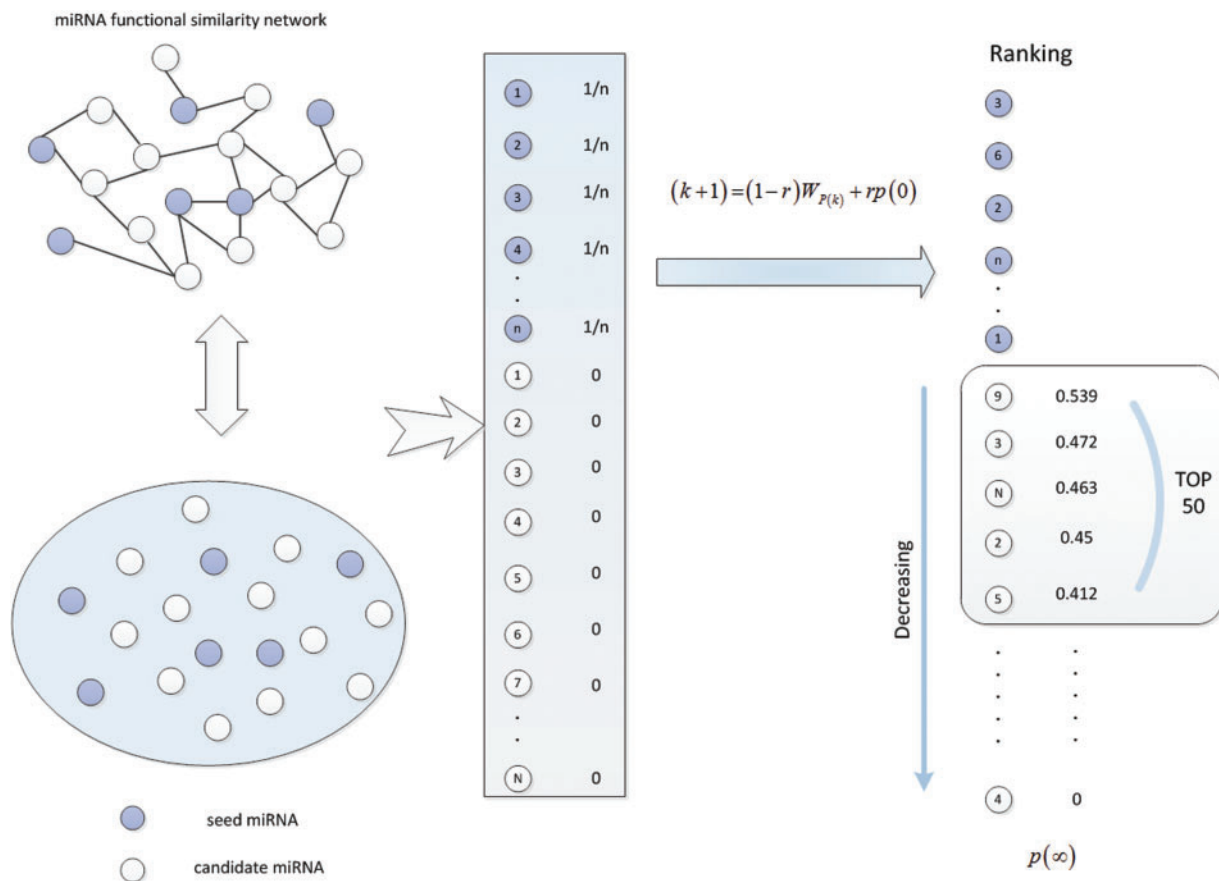 miRNA functional similarity network
1 1/n
2 1/n
3 1/n
4 1/n
.
.
n 1/n
1 0
2 0
3 0
4 0
5 0
6 0
7 0
.
.
N 0
seed miRNA
candidate miRNA
(k+1)=(1−r)W_{P(k)}+rp(0)
Ranking
3
6
2
n
.
.
1
9 0.539
3 0.472
N 0.463
2 0.45
5 0.412
TOP
50
Decreasing
. .
. .
. .
. .
. .
4 0
p(∞)